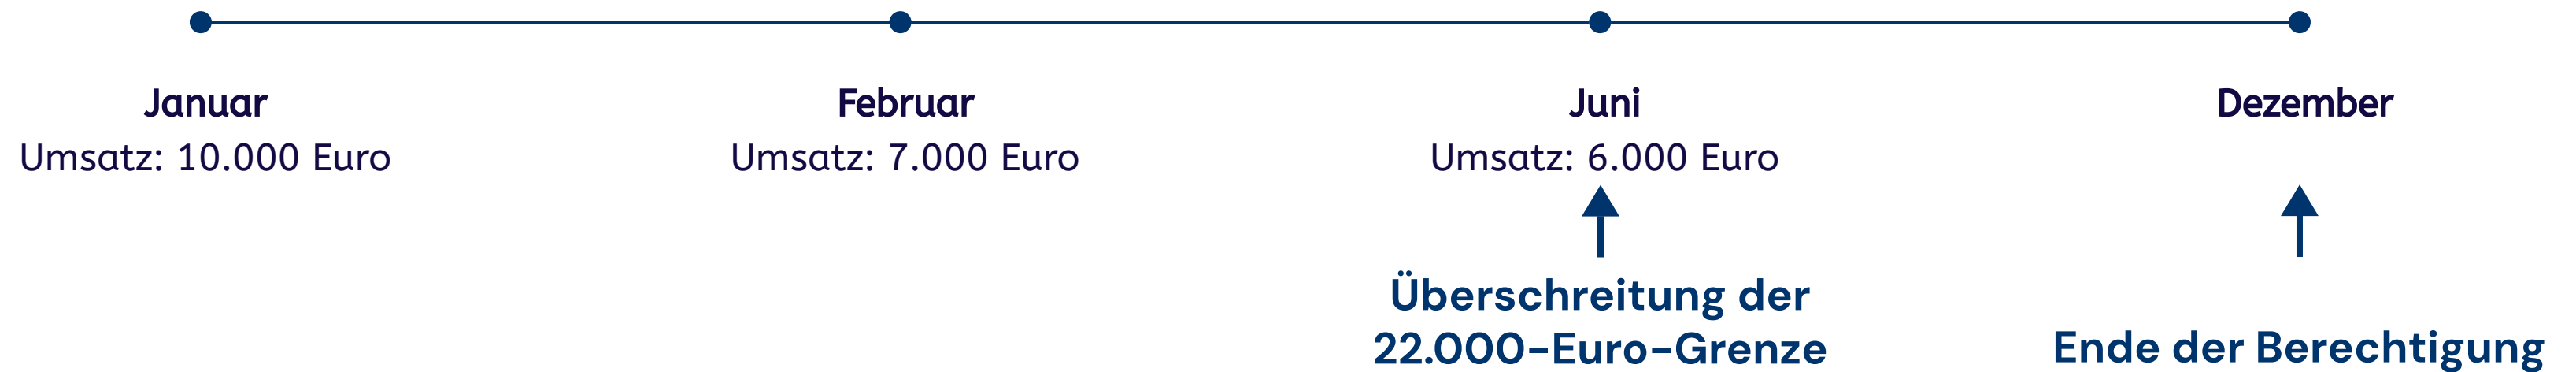 Januar
Umsatz: 10.000 Euro
Februar
Umsatz: 7.000 Euro
Juni
Umsatz: 6.000 Euro
Überschreitung der
22.000-Euro-Grenze
Dezember
Ende der Berechtigung